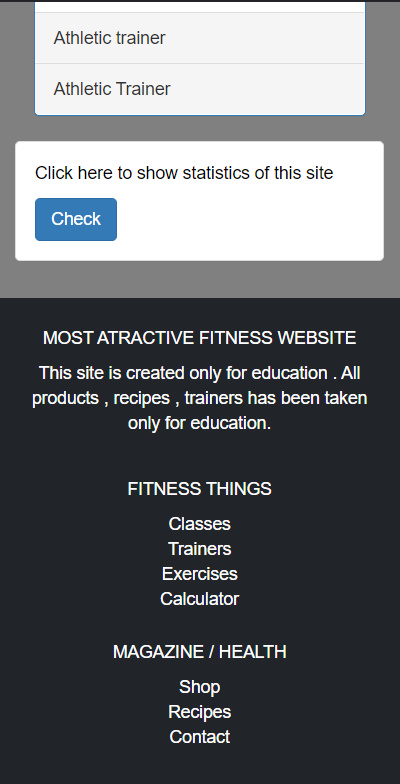 Athletic trainer
Athletic Trainer
Click here to show statistics of this site
Check
MOST ATRACTIVE FITNESS WEBSITE
This site is created only for education . All
products , recipes , trainers has been taken
only for education.
FITNESS THINGS
Classes
Trainers
Exercises
Calculator
MAGAZINE / HEALTH
Shop
Recipes
Contact